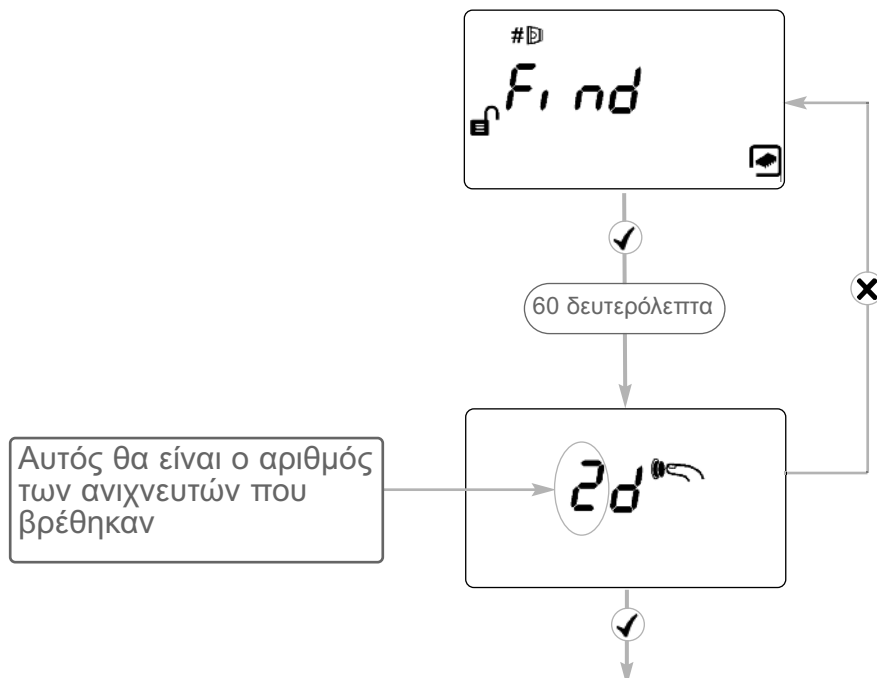 #
Find
60 δευτερόλεπτα
2d
Αυτός θα είναι ο αριθμός
των ανιχνευτών που
βρέθηκαν